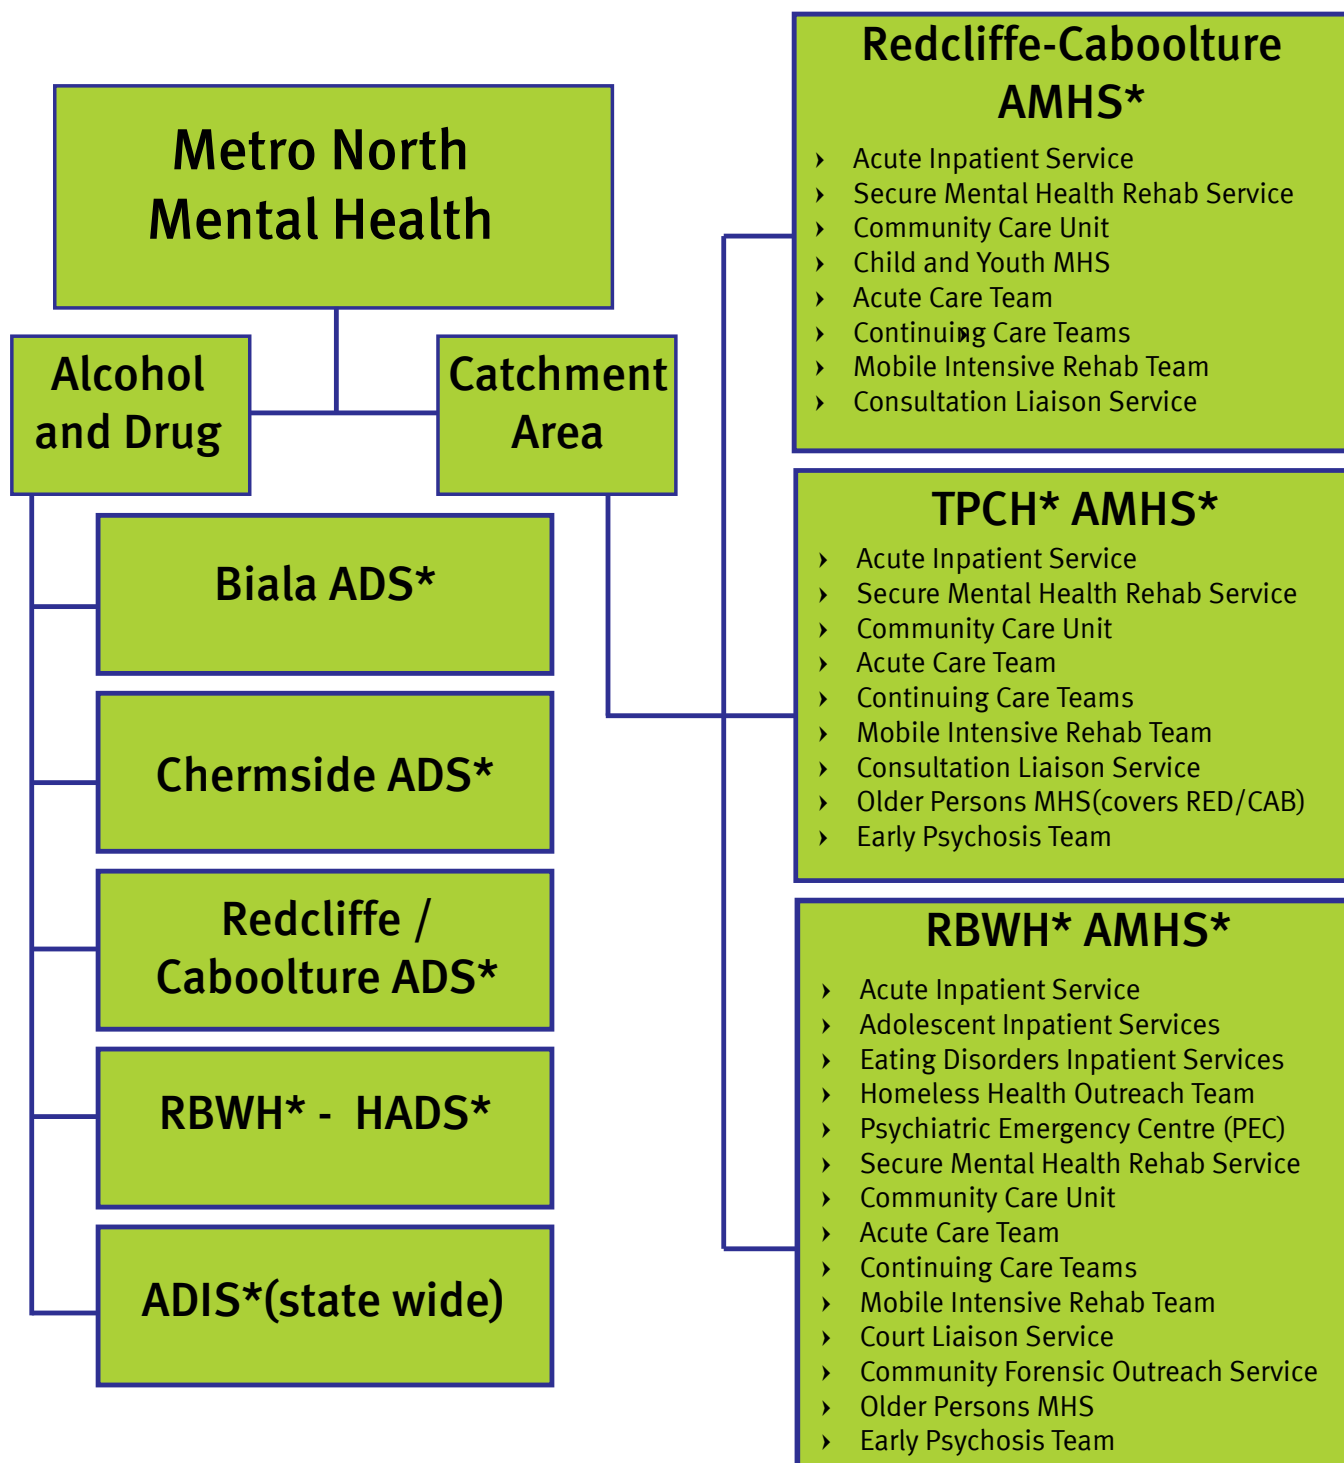 Metro North
Mental Health
Alcohol
and Drug
Catchment
Area
Biala ADS*
Chermside ADS*
Redcliffe /
Caboolture ADS*
RBWH* - HADS*
ADIS*(state wide)
Redcliffe-Caboolture
AMHS*
› Acute Inpatient Service
› Secure Mental Health Rehab Service
› Community Care Unit
› Child and Youth MHS
› Acute Care Team
› Continuing Care Teams
› Mobile Intensive Rehab Team
› Consultation Liaison Service
TPCH* AMHS*
› Acute Inpatient Service
› Secure Mental Health Rehab Service
› Community Care Unit
› Acute Care Team
› Continuing Care Teams
› Mobile Intensive Rehab Team
› Consultation Liaison Service
› Older Persons MHS(covers RED/CAB)
› Early Psychosis Team
RBWH* AMHS*
› Acute Inpatient Service
› Adolescent Inpatient Services
› Eating Disorders Inpatient Services
› Homeless Health Outreach Team
› Psychiatric Emergency Centre (PEC)
› Secure Mental Health Rehab Service
› Community Care Unit
› Acute Care Team
› Continuing Care Teams
› Mobile Intensive Rehab Team
› Court Liaison Service
› Community Forensic Outreach Service
› Older Persons MHS
› Early Psychosis Team